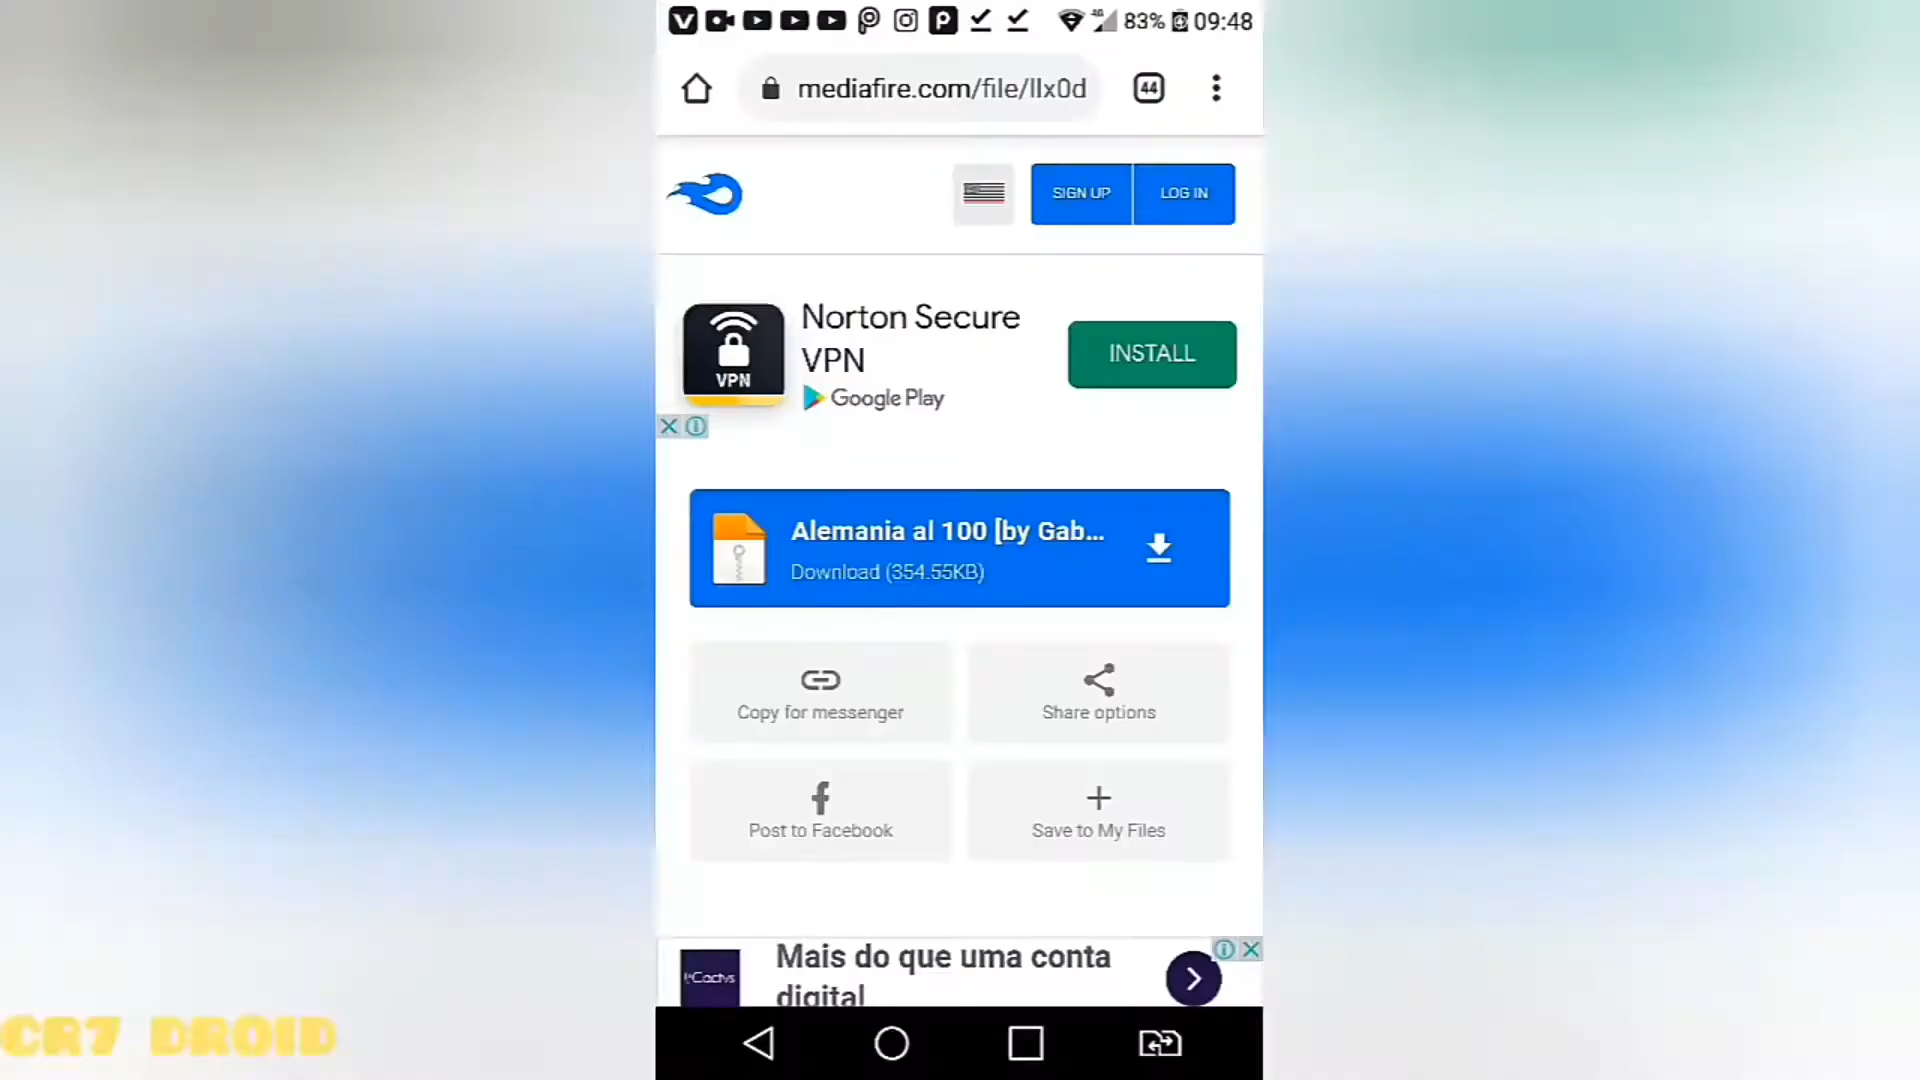 83% 09:48
mediafire.com/file/llx0d
44
SIGN UP LOG IN
Norton Secure
VPN
INSTALL
VPN
Google Play
Alemania al 100 [by Gab...
Download (354.55KB)
Copy for messenger
Share options
Post to Facebook
Save to My Files
Mais do que uma conta
digital
Cactvs
CR7 DROID